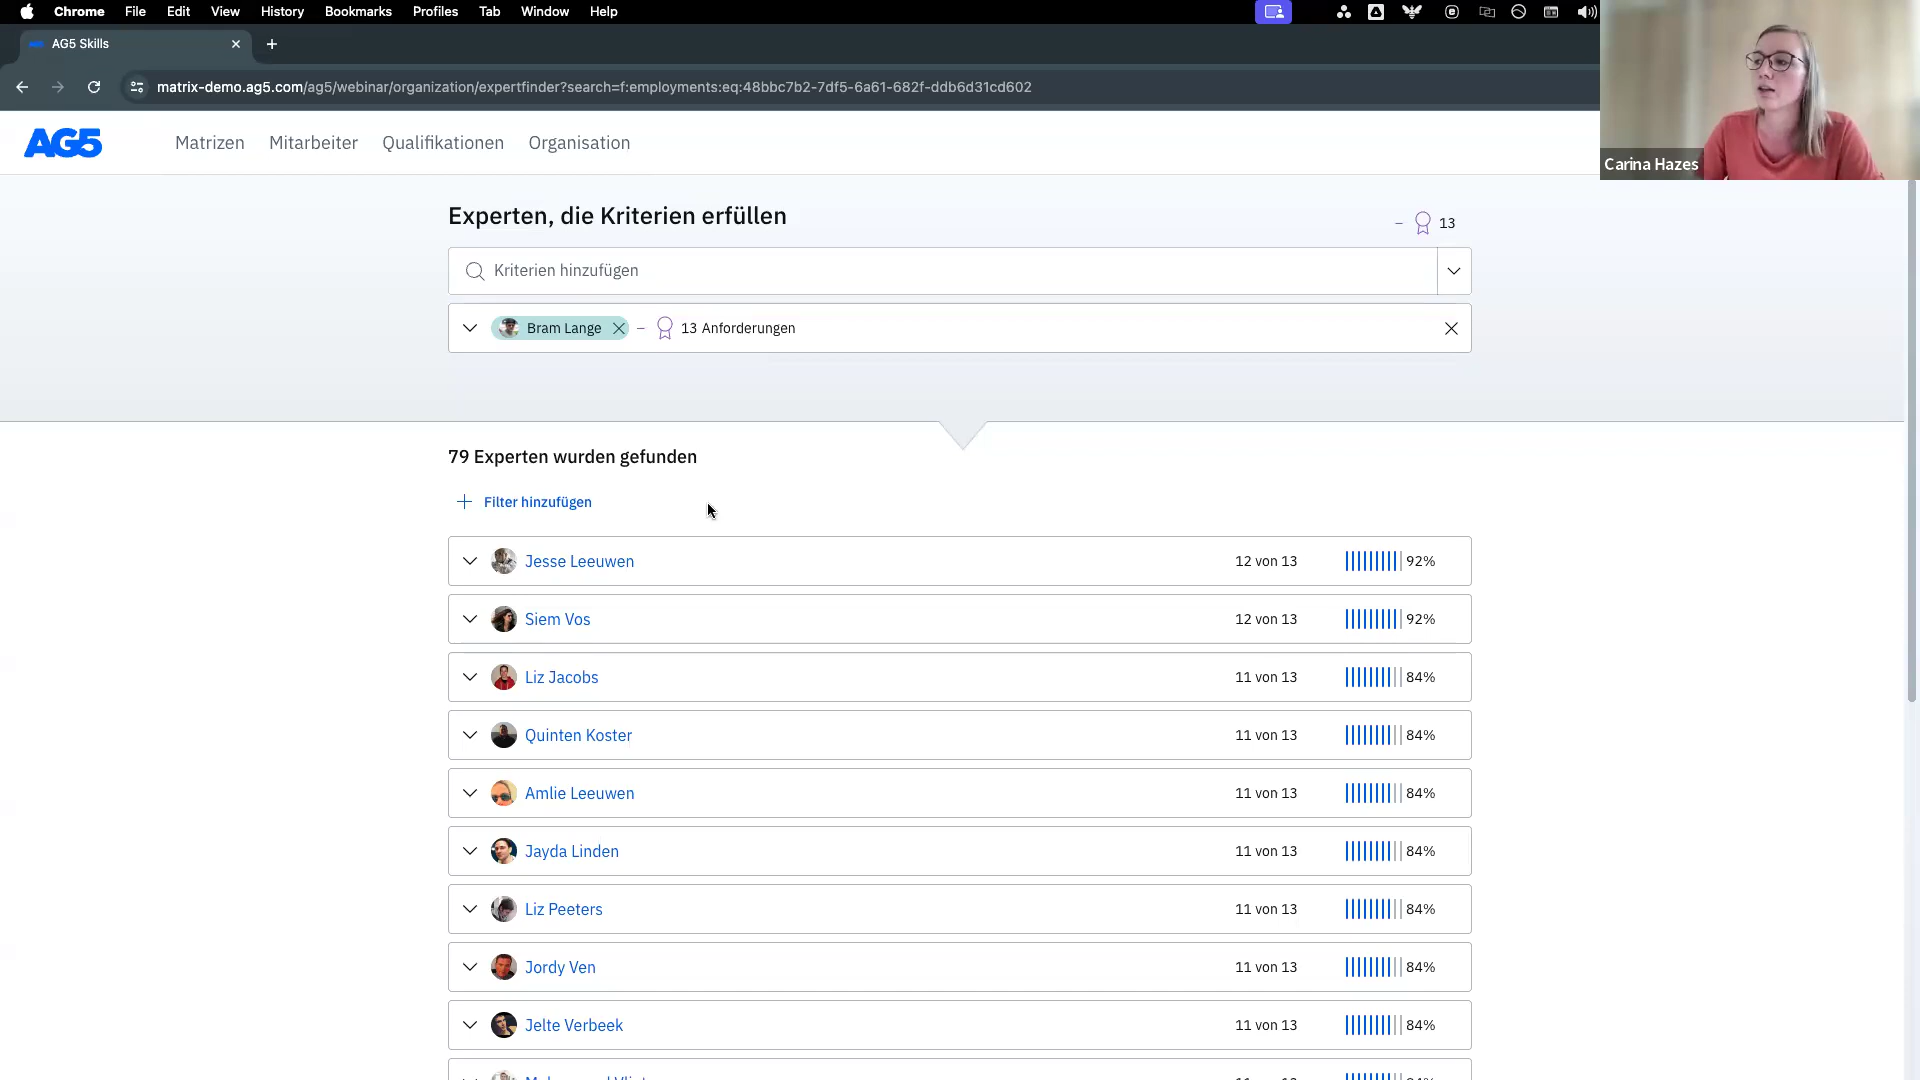 Chrome File Edit View History Bookmarks Profiles Tab Window Help
AG5 Skills
matrix-demo.ag5.com/ag5/webinar/organization/expertfinder?search=f:employments:eq:48bbc7b2-7df5-6a61-682f-ddb6d31cd602
Carina Hazes
AG5 Matrizen Mitarbeiter Qualifikationen Organisation
Experten, die Kriterien erfüllen
– 13
Kriterien hinzufügen
Bram Lange – 13 Anforderungen
79 Experten wurden gefunden
Filter hinzufügen
Jesse Leeuwen 12 von 13 92%
Siem Vos 12 von 13 92%
Liz Jacobs 11 von 13 84%
Quinten Koster 11 von 13 84%
Amlie Leeuwen 11 von 13 84%
Jayda Linden 11 von 13 84%
Liz Peeters 11 von 13 84%
Jordy Ven 11 von 13 84%
Jelte Verbeek 11 von 13 84%